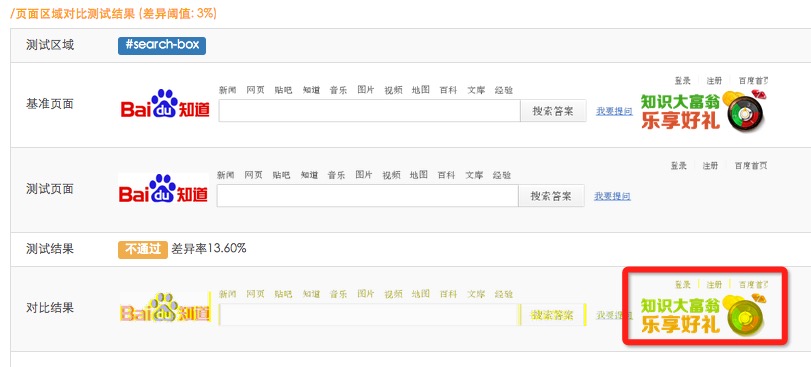 /页面区域对比测试结果 (差异阈值: 3%)
测试区域 #search-box
登录 注册 百度首页
新闻 网页 贴吧 知道 音乐 图片 视频 地图 百科 文库 经验
基准页面 Baidu知道 搜索答案 我要提问 知识大富翁
乐享好礼
登录 注册 百度首页
新闻 网页 贴吧 知道 音乐 图片 视频 地图 百科 文库 经验
测试页面 Baidu知道 搜索答案 我要提问
测试结果 不通过 差异率13.60%
登录 注册 百度首页
新闻 网页 贴吧 知道 音乐 图片 视频 地图 百科 文库 经验
对比结果 Baidu知道 搜索答案 我要提问 知识大富翁
乐享好礼